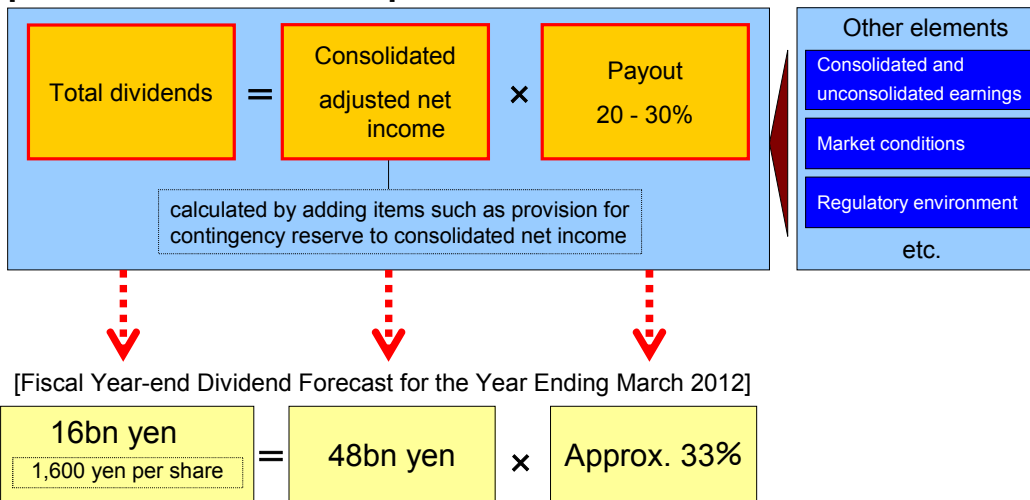 Total dividends
=
Consolidated
adjusted net
income
×
Payout
20 - 30%
calculated by adding items such as provision for
contingency reserve to consolidated net income
Other elements
Consolidated and
unconsolidated earnings
Market conditions
Regulatory environment
etc.
[Fiscal Year-end Dividend Forecast for the Year Ending March 2012]
16bn yen
1,600 yen per share
=
48bn yen
×
Approx. 33%